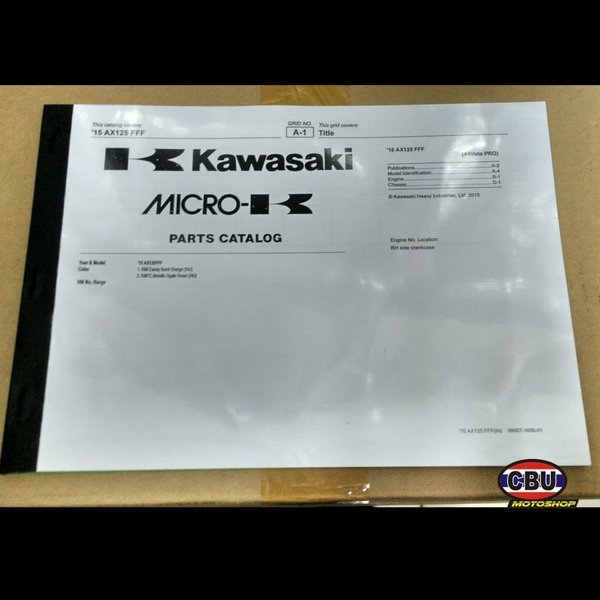 This catalog covers:
'15 AX125 FFF
GRID NO.
A-1
This grid covers:
Title
Kawasaki
MICRO-K
PARTS CATALOG
Year & Model '15 AX125FFF
Color
VIN No. Range
'15 AX125 FFF
(Athlete PRO)
Publications A-2
Model Identification A-4
Engine B-1
Chassis D-1
© Kawasaki Heavy Industries, Ltd 2015
Engine No. Location:
RH side crankcase
CBU
MOTOSHOP